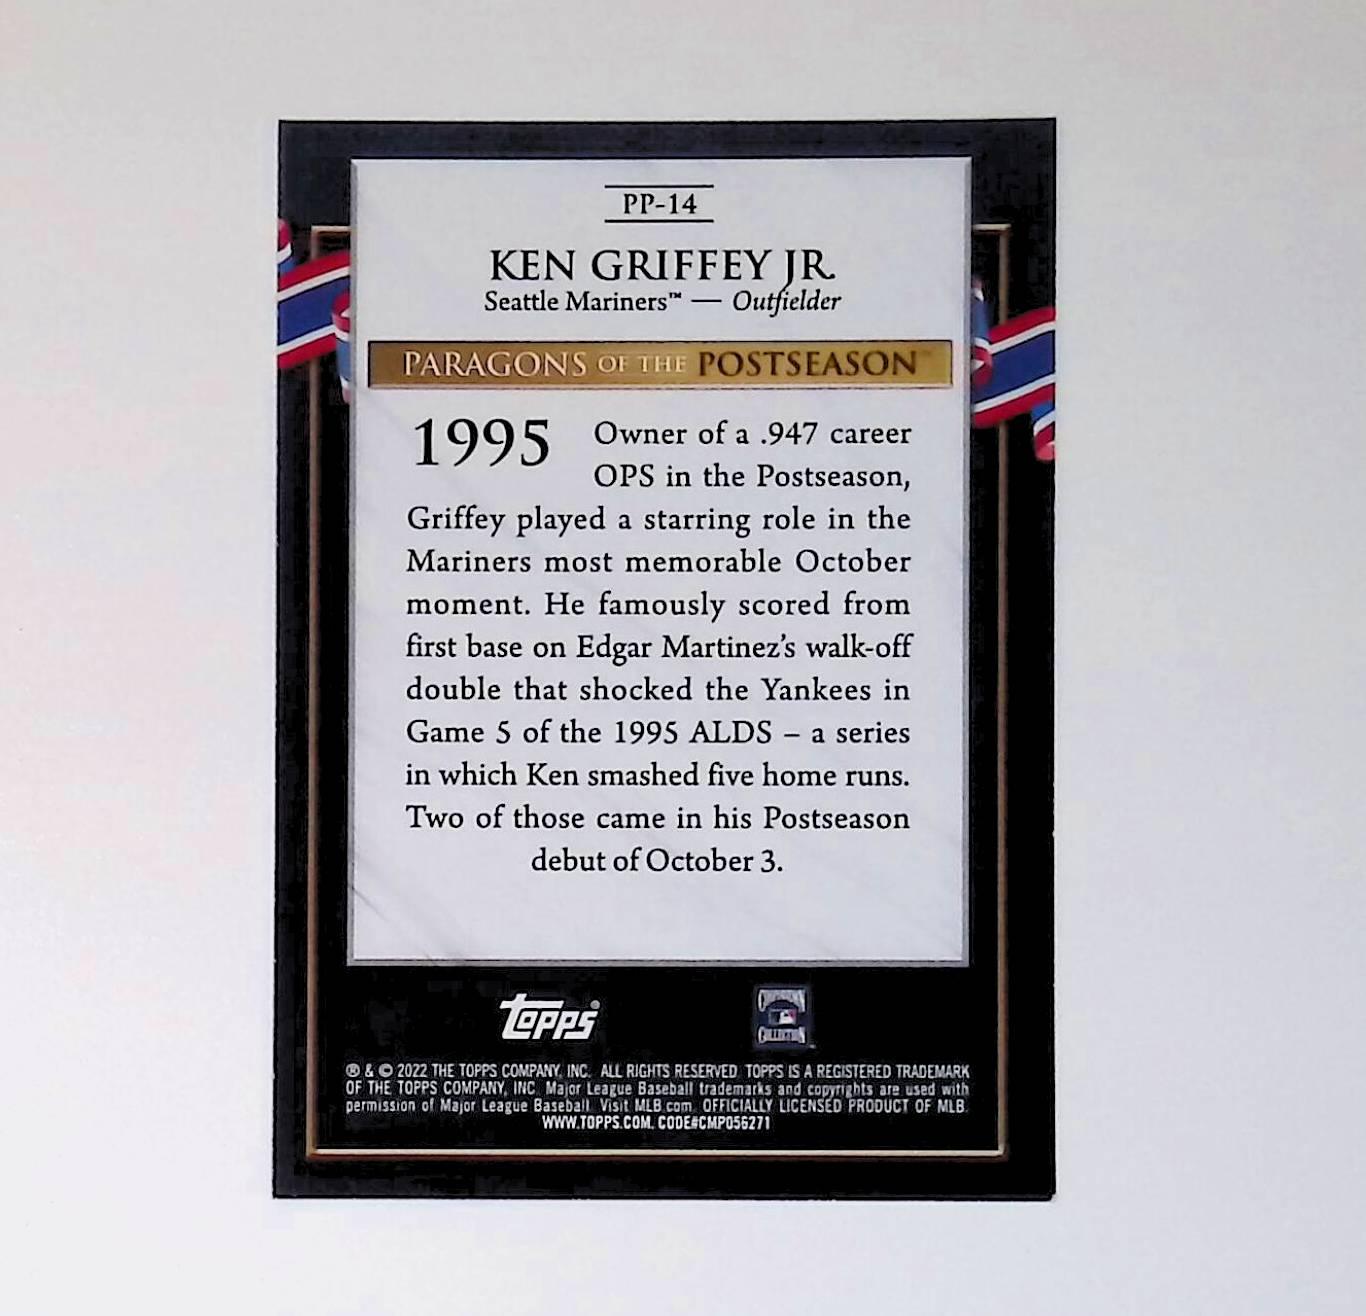 PP-14
KEN GRIFFEY JR.
Seattle Mariners™ — Outfielder
PARAGONS OF THE POSTSEASON™
1995 Owner of a .947 career
OPS in the Postseason,
Griffey played a starring role in the
Mariners most memorable October
moment. He famously scored from
first base on Edgar Martinez's walk-off
double that shocked the Yankees in
Game 5 of the 1995 ALDS – a series
in which Ken smashed five home runs.
Two of those came in his Postseason
debut of October 3.
topps®
COOPERSTOWN
COLLECTION
® & © 2022 THE TOPPS COMPANY, INC. ALL RIGHTS RESERVED. TOPPS IS A REGISTERED TRADEMARK
OF THE TOPPS COMPANY, INC. Major League Baseball trademarks and copyrights are used with
permission of Major League Baseball. Visit MLB.com. OFFICIALLY LICENSED PRODUCT OF MLB.
WWW.TOPPS.COM. CODE#CMP056271